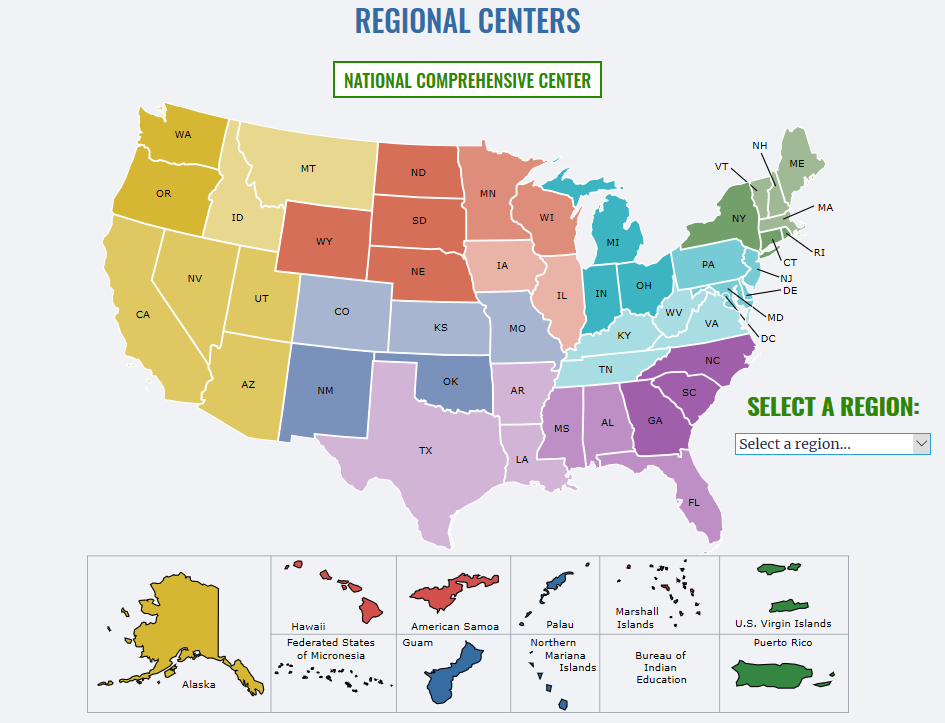 REGIONAL CENTERS
NATIONAL COMPREHENSIVE CENTER
WA
OR
ID
MT
ND
MN
SD
WY
NE
WI
IA
IL
MI
IN
OH
PA
NY
VT
NH
ME
MA
RI
CT
NJ
DE
MD
DC
CA
NV
UT
AZ
CO
KS
MO
NM
OK
TX
AR
LA
KY
WV
VA
TN
NC
SC
GA
MS
AL
FL
SELECT A REGION:
Select a region...
Alaska
Hawaii
American Samoa
Palau
Marshall
Islands
U.S. Virgin Islands
Federated States
of Micronesia
Guam
Northern
Mariana
Islands
Bureau of
Indian
Education
Puerto Rico